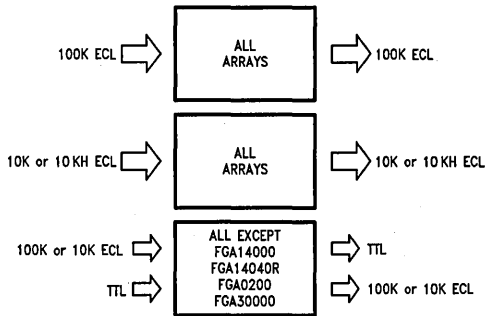 100K ECL
ALL
ARRAYS
100K ECL
10K or 10KH ECL
ALL
ARRAYS
10K or 10KH ECL
100K or 10K ECL
TTL
ALL EXCEPT
FGA14000
FGA14040R
FGA0200
FGA30000
TTL
100K or 10K ECL